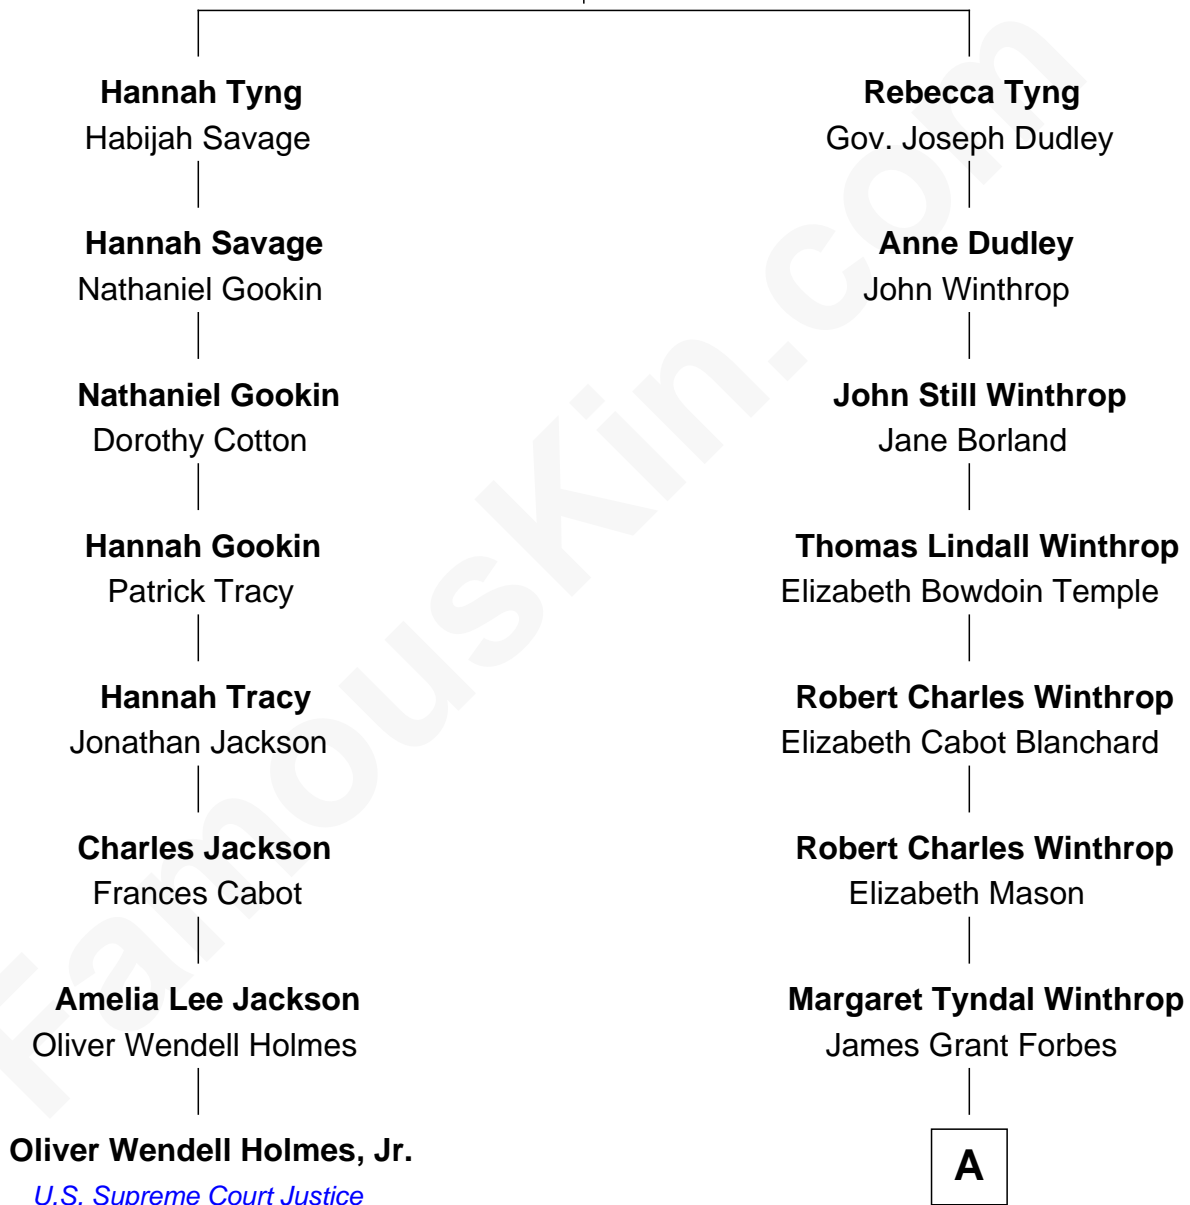 Hannah Tyng
Habijah Savage
Hannah Savage
Nathaniel Gookin
Nathaniel Gookin
Dorothy Cotton
Hannah Gookin
Patrick Tracy
Hannah Tracy
Jonathan Jackson
Charles Jackson
Frances Cabot
Amelia Lee Jackson
Oliver Wendell Holmes
Oliver Wendell Holmes, Jr.
U.S. Supreme Court Justice
Rebecca Tyng
Gov. Joseph Dudley
Anne Dudley
John Winthrop
John Still Winthrop
Jane Borland
Thomas Lindall Winthrop
Elizabeth Bowdoin Temple
Robert Charles Winthrop
Elizabeth Cabot Blanchard
Robert Charles Winthrop
Elizabeth Mason
Margaret Tyndal Winthrop
James Grant Forbes
A
FamousKin.com